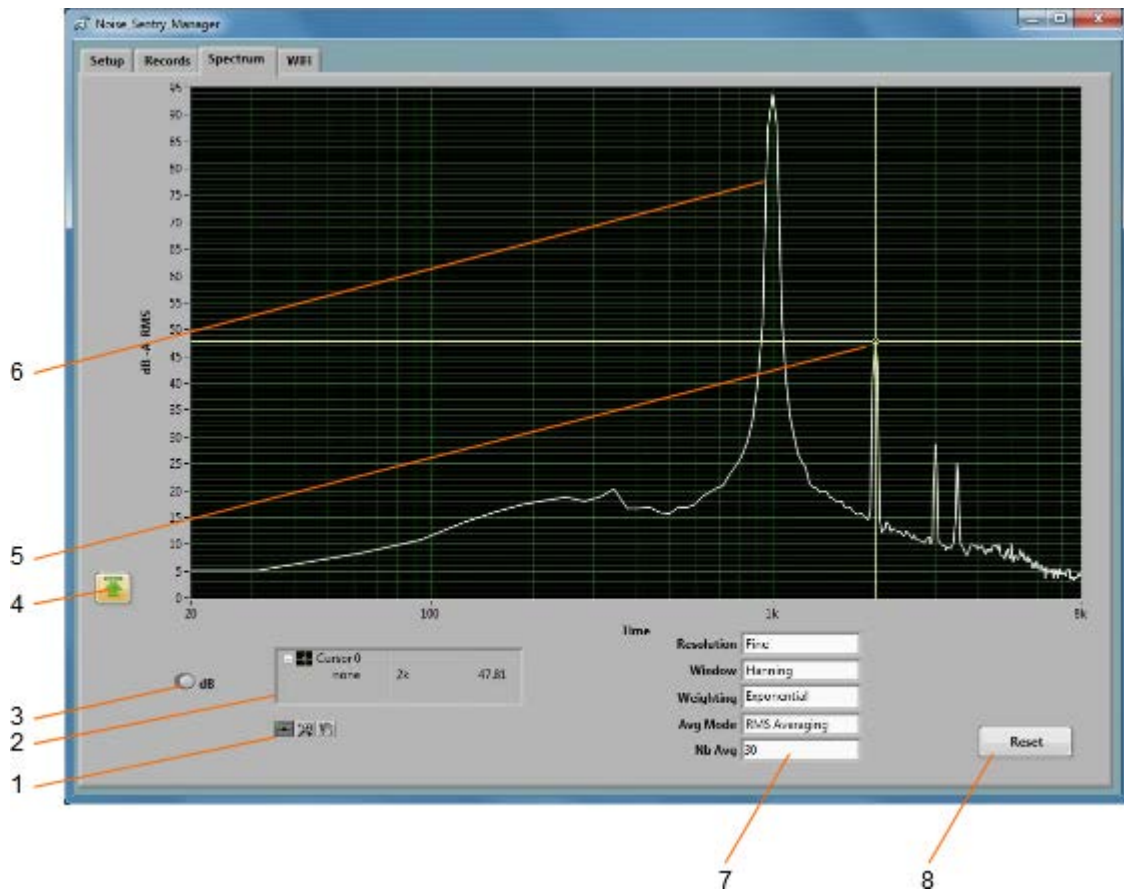 Noise Sentry Manager
Setup Records Spectrum WiFi
95
90
85
80
75
70
65
60
55
50
45
40
35
30
25
20
15
10
5
0
dB -A RMS
20 100 1k 8k
Time
6
5
4
3
2
1
dB
Cursor 0
none 2k 47.81
Resolution Fine
Window Hanning
Weighting Exponential
Avg Mode RMS Averaging
Nb Avg 30
Reset
7 8